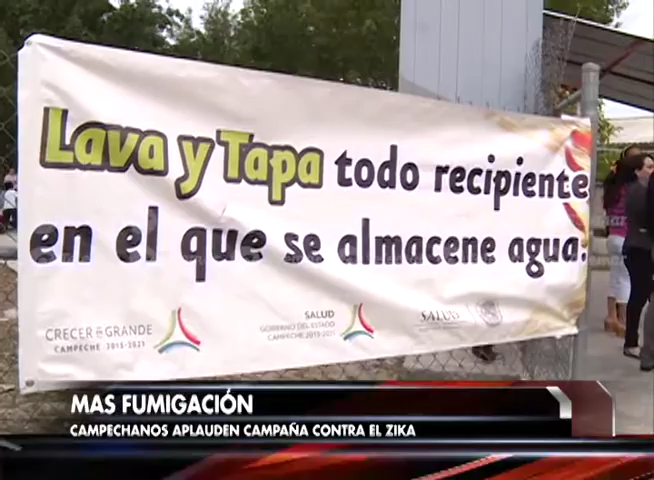 Lava y Tapa todo recipiente
en el que se almacene agua.
CRECER EN GRANDE
CAMPECHE 2015-2021
SALUD
GOBIERNO DEL ESTADO
CAMPECHE 2015-2021
SALUD
MAS FUMIGACIÓN
CAMPECHANOS APLAUDEN CAMPAÑA CONTRA EL ZIKA